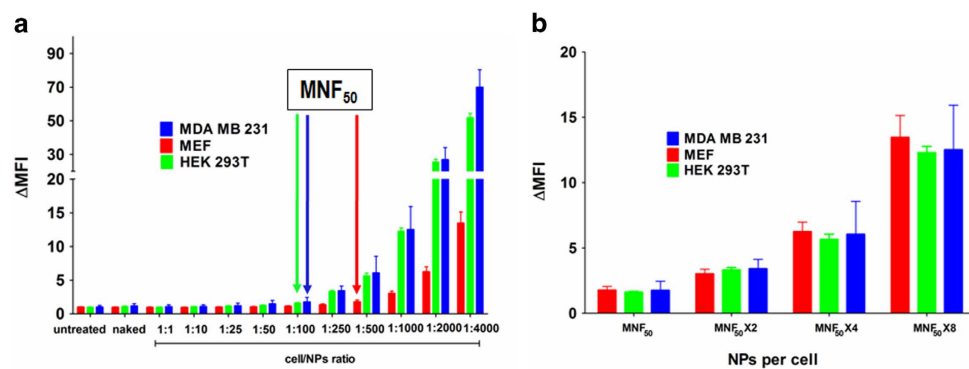 a
ΔMFI
90
70
50
30
20
15
10
5
0
MNF50
MDA MB 231
MEF
HEK 293T
untreated naked 1:1 1:10 1:25 1:50 1:100 1:250 1:500 1:1000 1:2000 1:4000
cell/NPs ratio
b
ΔMFI
20
15
10
5
0
MDA MB 231
MEF
HEK 293T
MNF50 MNF50X2 MNF50X4 MNF50X8
NPs per cell